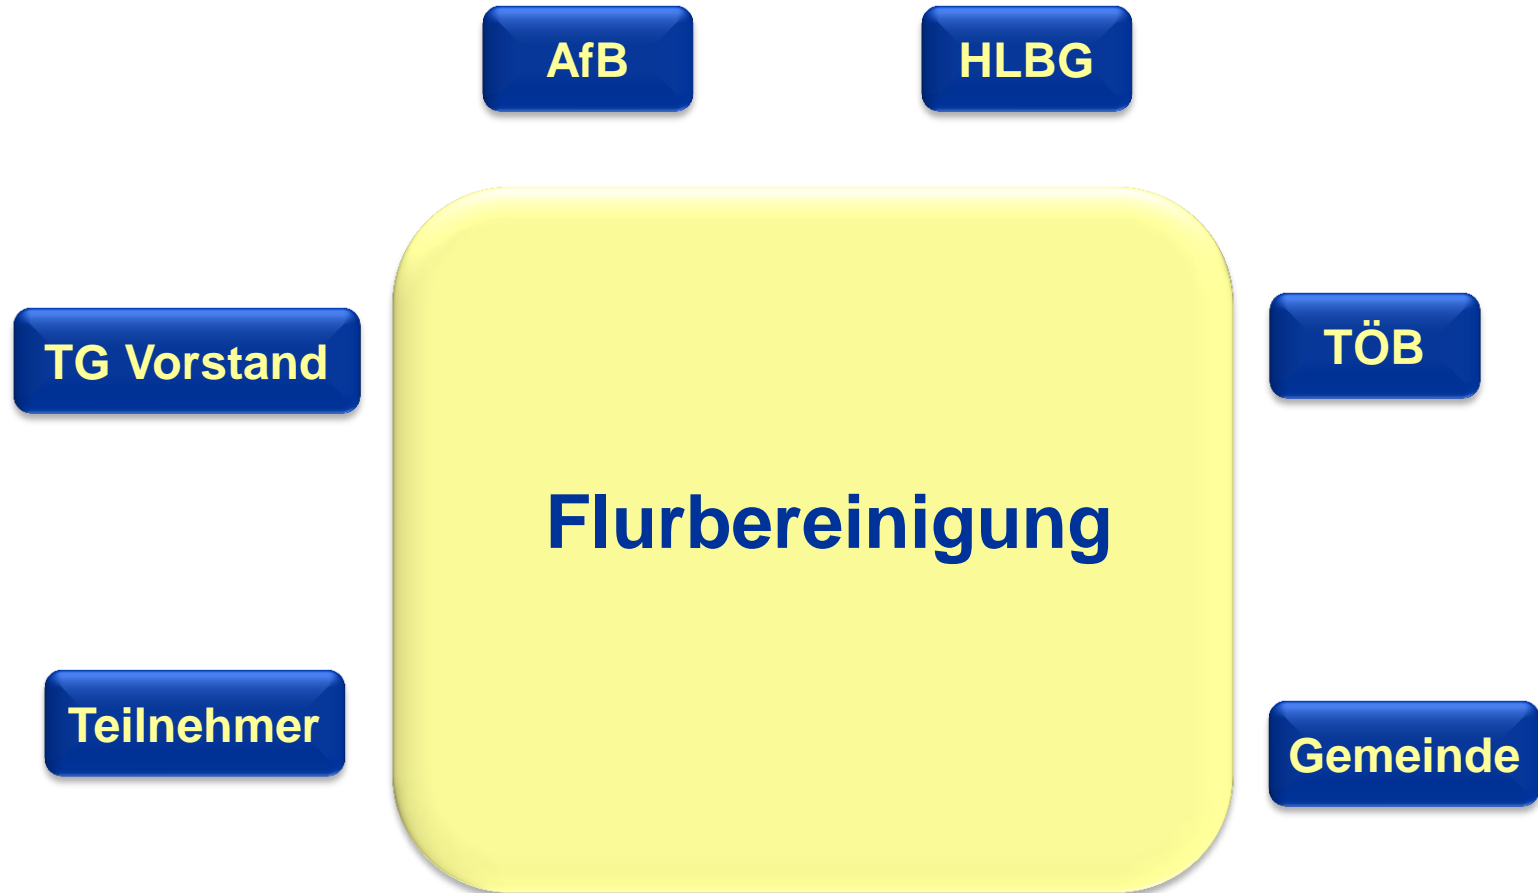 AfB
HLBG
TG Vorstand
TÖB
Flurbereinigung
Teilnehmer
Gemeinde